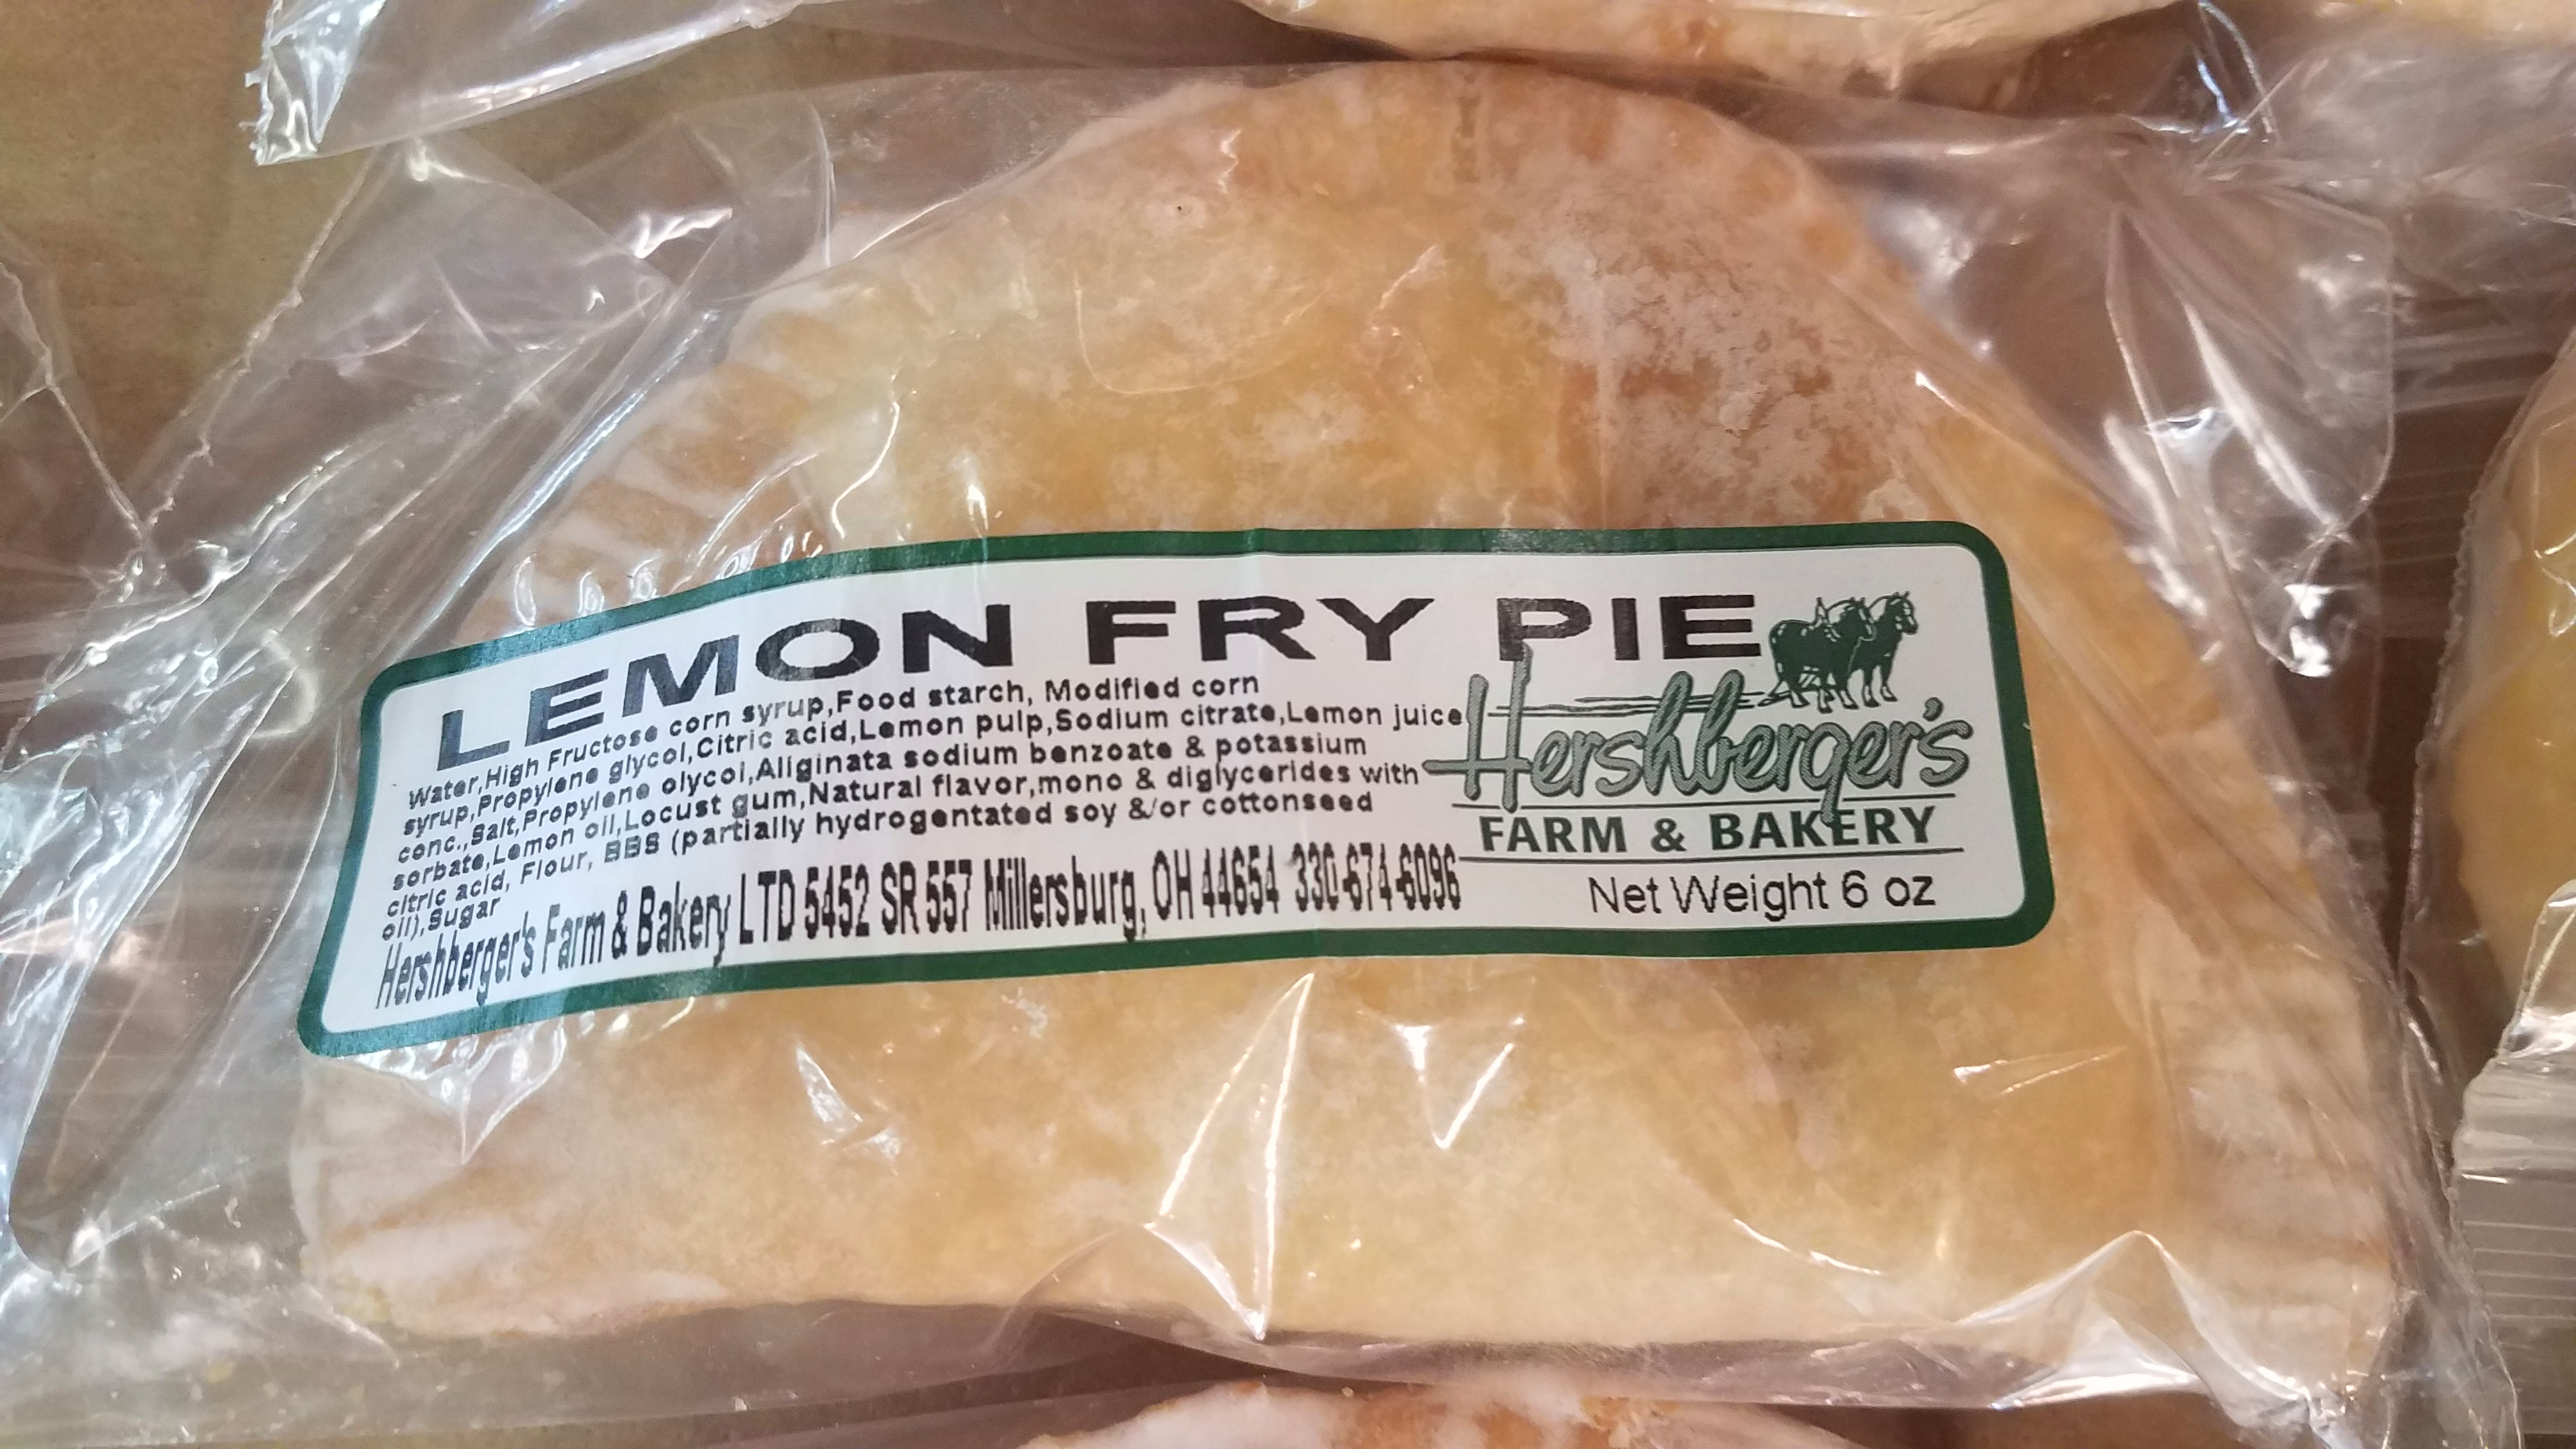 LEMON FRY PIE
Water,High Fructose corn syrup,Food starch, Modified corn
syrup,Propylene glycol,Citric acid,Lemon pulp,Sodium citrate,Lemon juice
conc.,Salt,Propylene olycol,Aliginata sodium benzoate & potassium
sorbate,Lemon oil,Locust gum,Natural flavor,mono & diglycerides with
citric acid, Flour, BBS (partially hydrogentated soy &/or cottonseed
oil),Sugar
Hershberger's Farm & Bakery LTD 5452 SR 557 Millersburg, OH 44654 330-674-6096
Hershberger's
FARM & BAKERY
Net Weight 6 oz